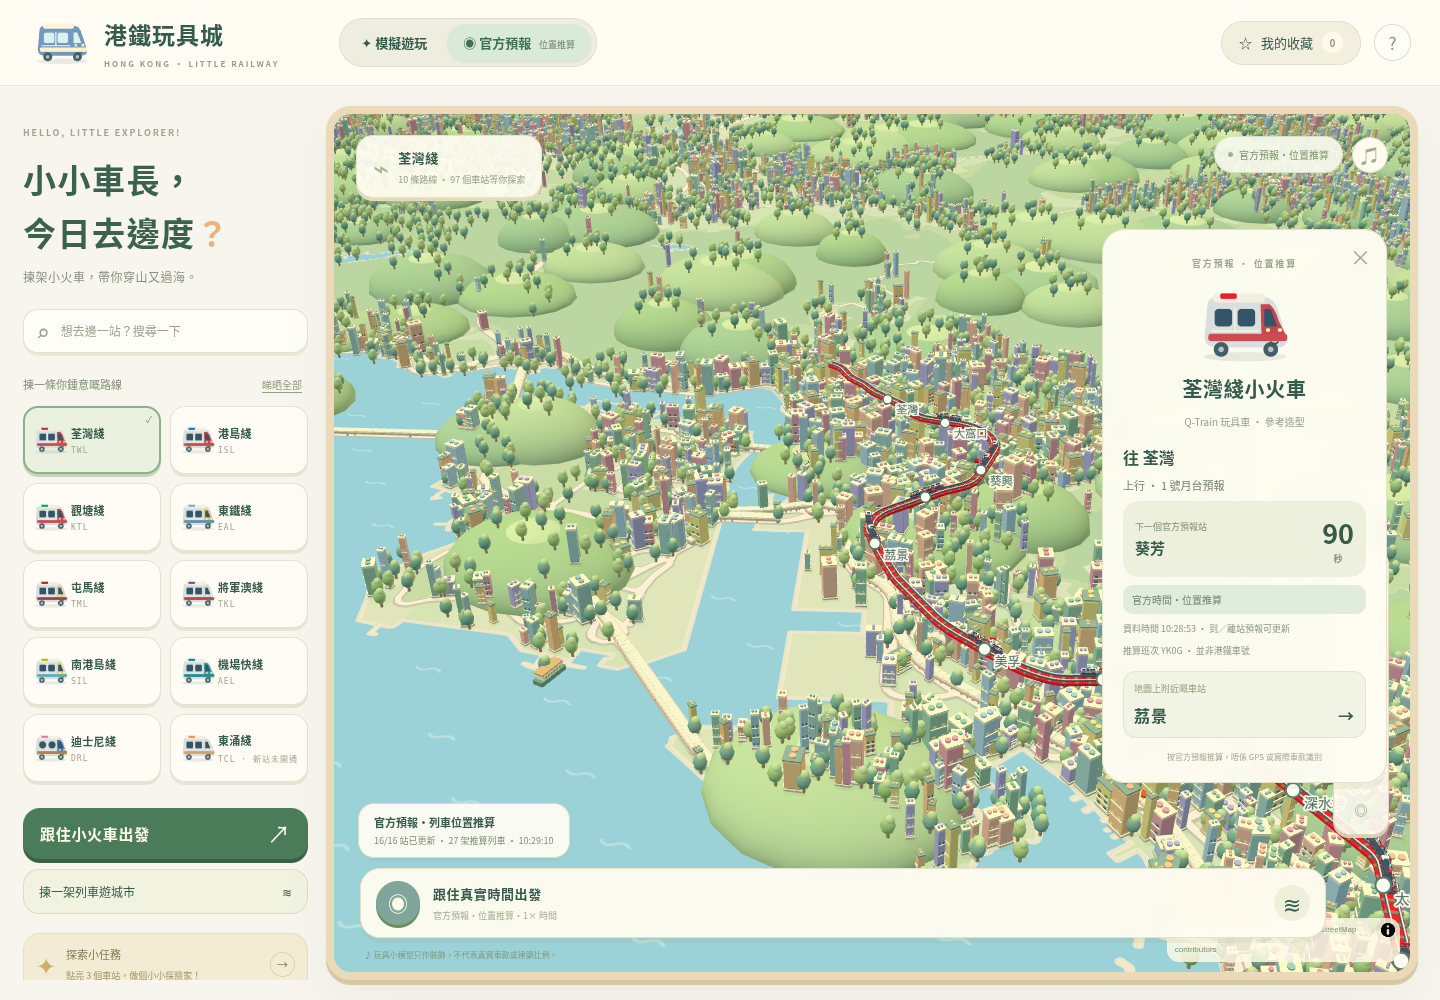 港鐵玩具城
HONG KONG · LITTLE RAILWAY
✦ 模擬遊玩
◉ 官方預報 位置推算
☆ 我的收藏 0
?
HELLO, LITTLE EXPLORER!
小小車長，
今日去邊度？
揀架小火車，帶你穿山又過海。
想去邊一站？搜尋一下
揀一條你鍾意嘅路線
睇晒全部
荃灣綫
TWL
✓
港島綫
ISL
觀塘綫
KTL
東鐵綫
EAL
屯馬綫
TML
將軍澳綫
TKL
南港島綫
SIL
機場快綫
AEL
迪士尼綫
DRL
東涌綫
TCL · 新站未開通
跟住小火車出發 ↗
揀一架列車遊城市 ≋
探索小任務
點亮 3 個車站，做個小小探險家！
→
荃灣綫
10 條路線 · 97 個車站等你探索
官方預報・位置推算
荃灣
大窩口
葵興
荔景
美孚
深水
太
官方預報 · 位置推算
荃灣綫小火車
Q-Train 玩具車 · 參考造型
往 荃灣
上行 · 1 號月台預報
下一個官方預報站
葵芳
90
秒
官方時間・位置推算
資料時間 10:28:53 · 到／離站預報可更新
推算班次 YK0G · 並非港鐵車號
地圖上附近嘅車站
荔景 →
按官方預報推算，唔係 GPS 或實際車款識別
官方預報・列車位置推算
16/16 站已更新 · 27 架推算列車 · 10:29:10
跟住真實時間出發
官方預報・位置推算・1× 時間
♪ 玩具小模型只作裝飾，不代表真實車款或建築比例。
StreetMap
contributors